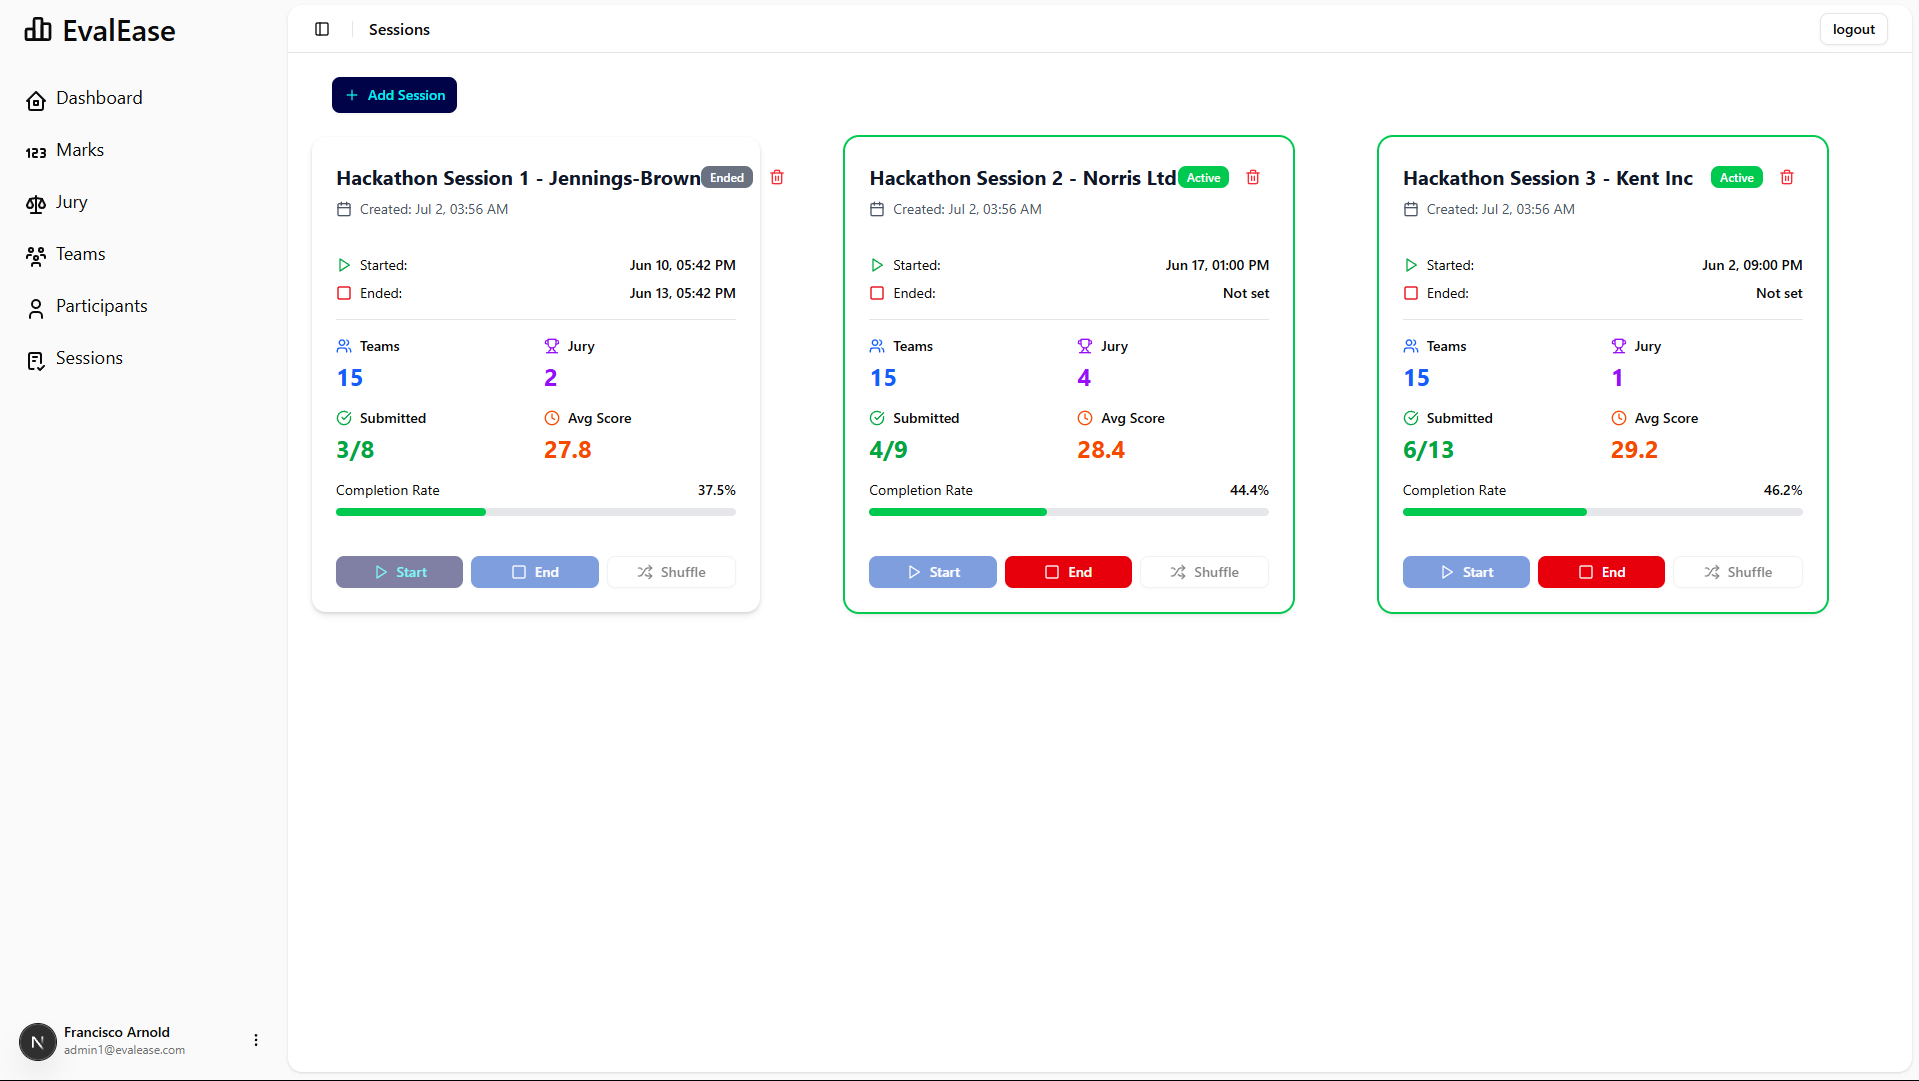 EvalEase
Dashboard
Marks
Jury
Teams
Participants
Sessions
Francisco Arnold
admin1@evalease.com
N
Sessions
logout
Add Session
Hackathon Session 1 - Jennings-Brown
Ended
Created: Jul 2, 03:56 AM
Started: Jun 10, 05:42 PM
Ended: Jun 13, 05:42 PM
Teams
15
Jury
2
Submitted
3/8
Avg Score
27.8
Completion Rate 37.5%
Start
End
Shuffle
Hackathon Session 2 - Norris Ltd
Active
Created: Jul 2, 03:56 AM
Started: Jun 17, 01:00 PM
Ended: Not set
Teams
15
Jury
4
Submitted
4/9
Avg Score
28.4
Completion Rate 44.4%
Start
End
Shuffle
Hackathon Session 3 - Kent Inc
Active
Created: Jul 2, 03:56 AM
Started: Jun 2, 09:00 PM
Ended: Not set
Teams
15
Jury
1
Submitted
6/13
Avg Score
29.2
Completion Rate 46.2%
Start
End
Shuffle